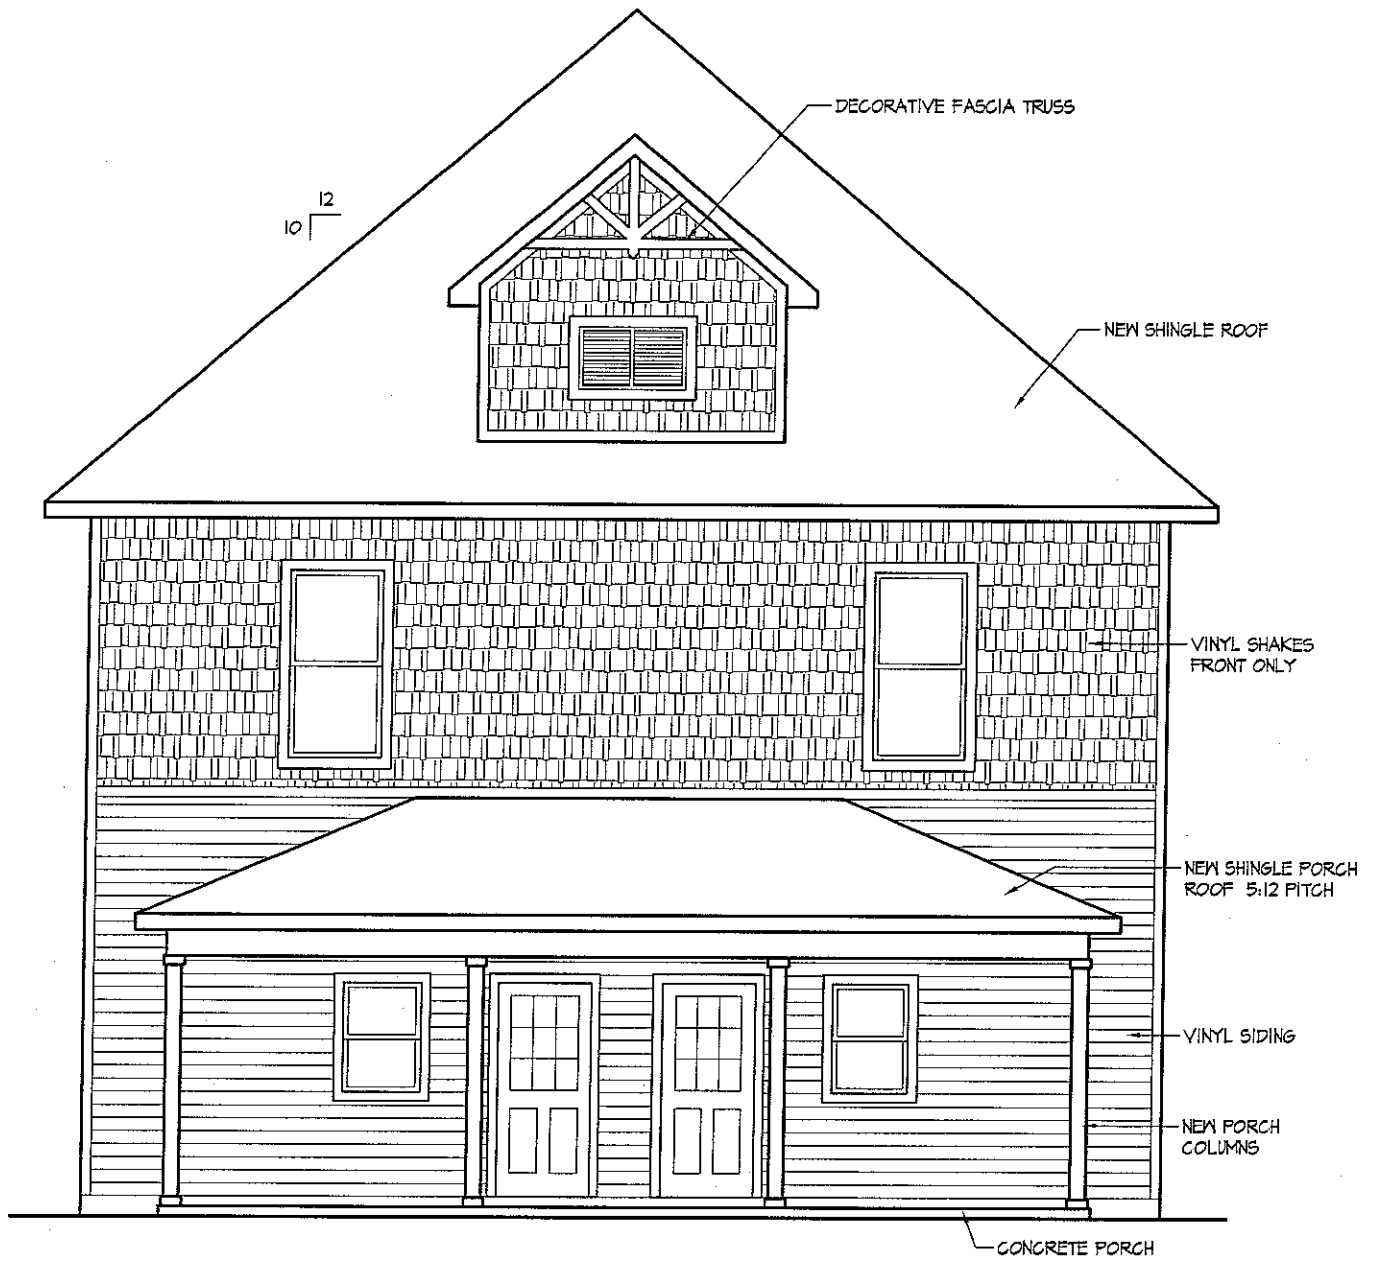 DECORATIVE FASCIA TRUSS
12
10
NEW SHINGLE ROOF
VINYL SHAKES
FRONT ONLY
NEW SHINGLE PORCH
ROOF 5:12 PITCH
VINYL SIDING
NEW PORCH
COLUMNS
CONCRETE PORCH